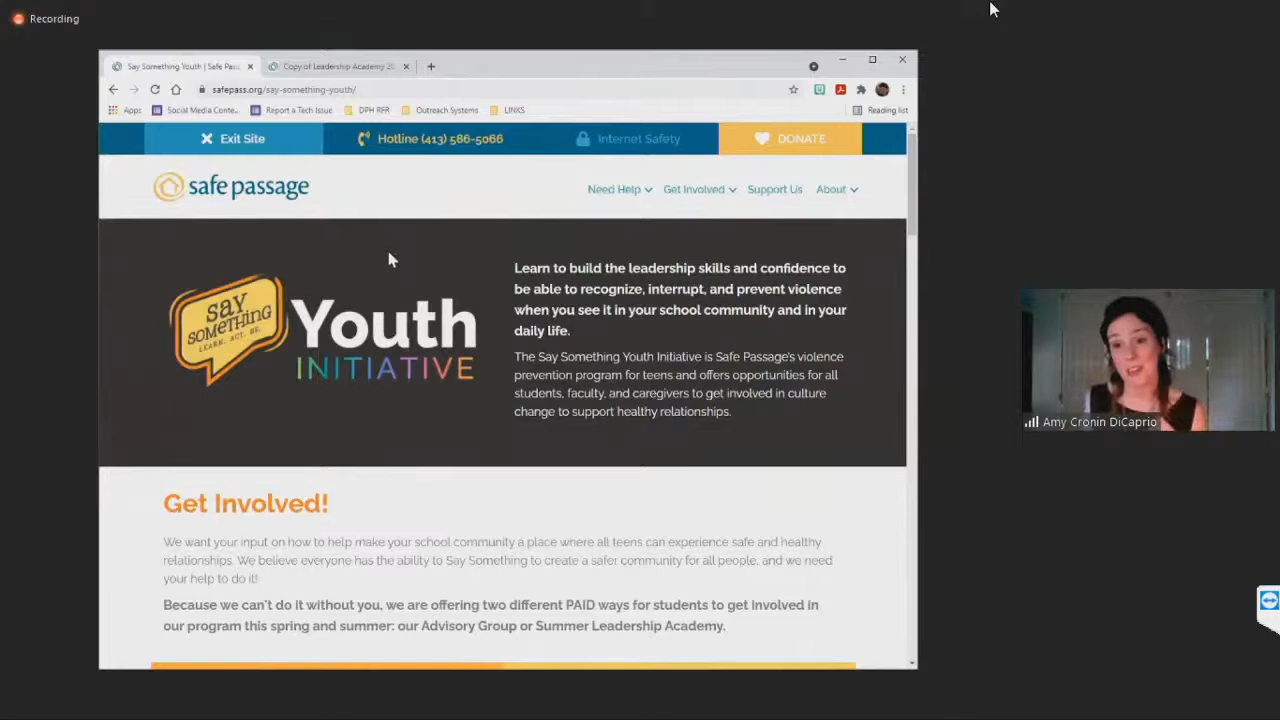 Recording
Say Something Youth | Safe Pass
Copy of Leadership Academy 20
safepass.org/say-something-youth/
Apps
Social Media Conte...
Report a Tech Issue
DPH RFR
Outreach Systems
LINKS
Reading list
Exit Site
Hotline (413) 586-5066
Internet Safety
DONATE
safe passage
Need Help
Get Involved
Support Us
About
SAY
SOMETHING
LEARN. ACT. BE.
Youth
INITIATIVE
Learn to build the leadership skills and confidence to
be able to recognize, interrupt, and prevent violence
when you see it in your school community and in your
daily life.
The Say Something Youth Initiative is Safe Passage's violence
prevention program for teens and offers opportunities for all
students, faculty, and caregivers to get involved in culture
change to support healthy relationships.
Amy Cronin DiCaprio
Get Involved!
We want your input on how to help make your school community a place where all teens can experience safe and healthy
relationships. We believe everyone has the ability to Say Something to create a safer community for all people, and we need
your help to do it!
Because we can't do it without you, we are offering two different PAID ways for students to get involved in
our program this spring and summer: our Advisory Group or Summer Leadership Academy.